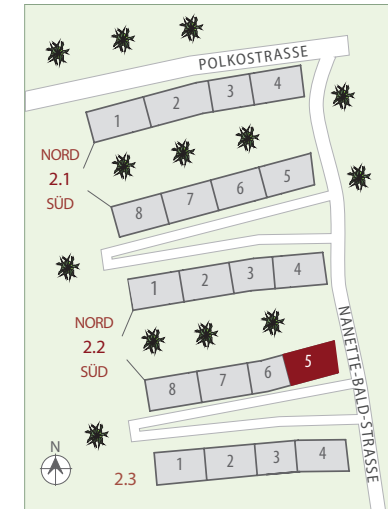 POLKOSTRASSE
1 2 3 4
NORD
2.1
SÜD
8 7 6 5
1 2 3 4
NORD
2.2
SÜD
8 7 6 5
NANETTE-BALD-STRASSE
N
2.3
1 2 3 4